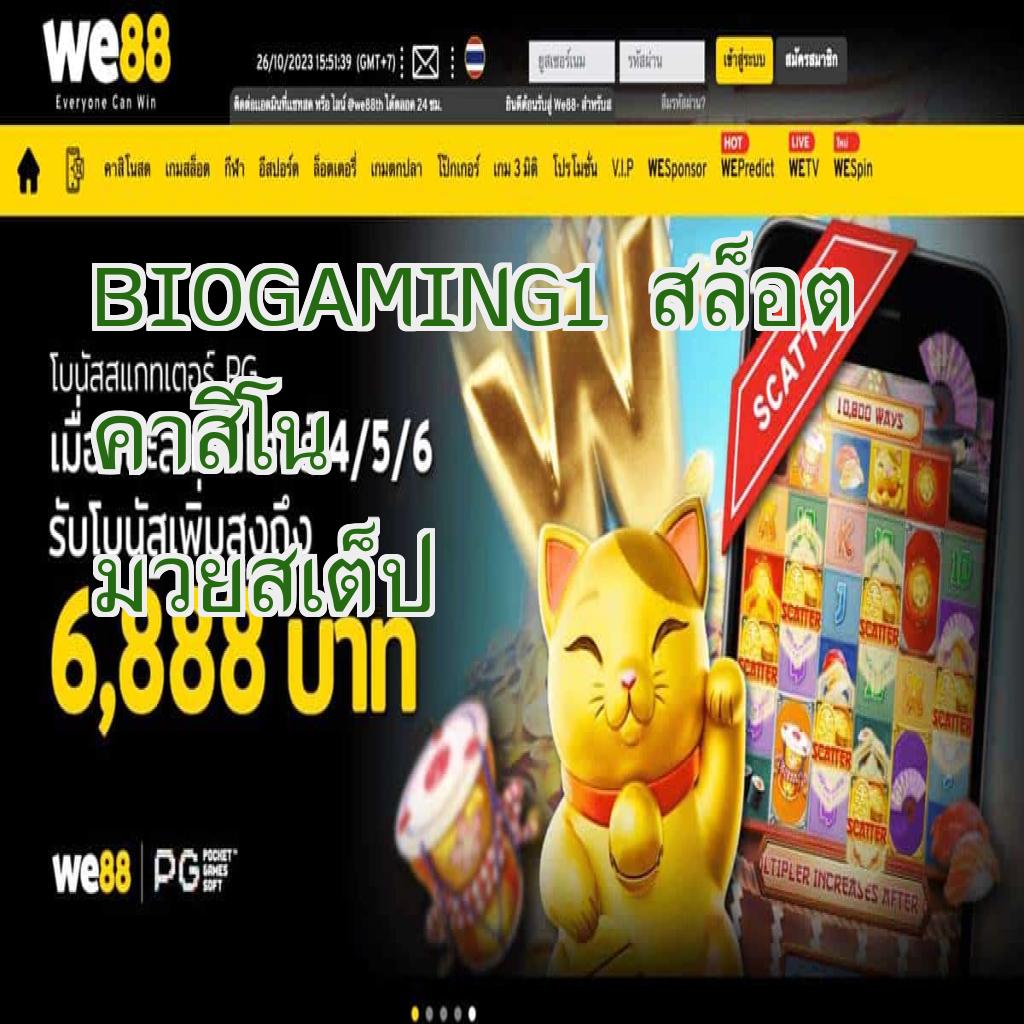 we88
Everyone Can Win
26/10/2023 15:51:39 (GMT+7)
ยูสเซอร์เนม
รหัสผ่าน
เข้าสู่ระบบ
สมัครสมาชิก
ติดต่อแอดมินที่แชทสด หรือ ไลน์ @we88th ได้ตลอด 24 ชม.
ยินดีต้อนรับสู่ We88- สำหรับส
ลืมรหัสผ่าน?
HOT
LIVE
ใหม่
คาสิโนสด เกมสล็อต กีฬา อีสปอร์ต ล็อตเตอรี่ เกมตกปลา โป๊กเกอร์ เกม 3 มิติ โปรโมชั่น V.I.P WESponsor WEPredict WETV WESpin
BIOGAMING1 สล็อต
คาสิโน
มวยสเต็ป
โบนัสสแกทเตอร์ PG
4/5/6
รับโบนัสเพิ่มสูงถึง
6,888 บาท
10,800 WAYS
SCATTER
SCATTER
SCATTER
SCATTER
SCATTER
SCATTER
LTIPLER INCREASES AFTER
we88
PG
POCKET
GAMES
SOFT